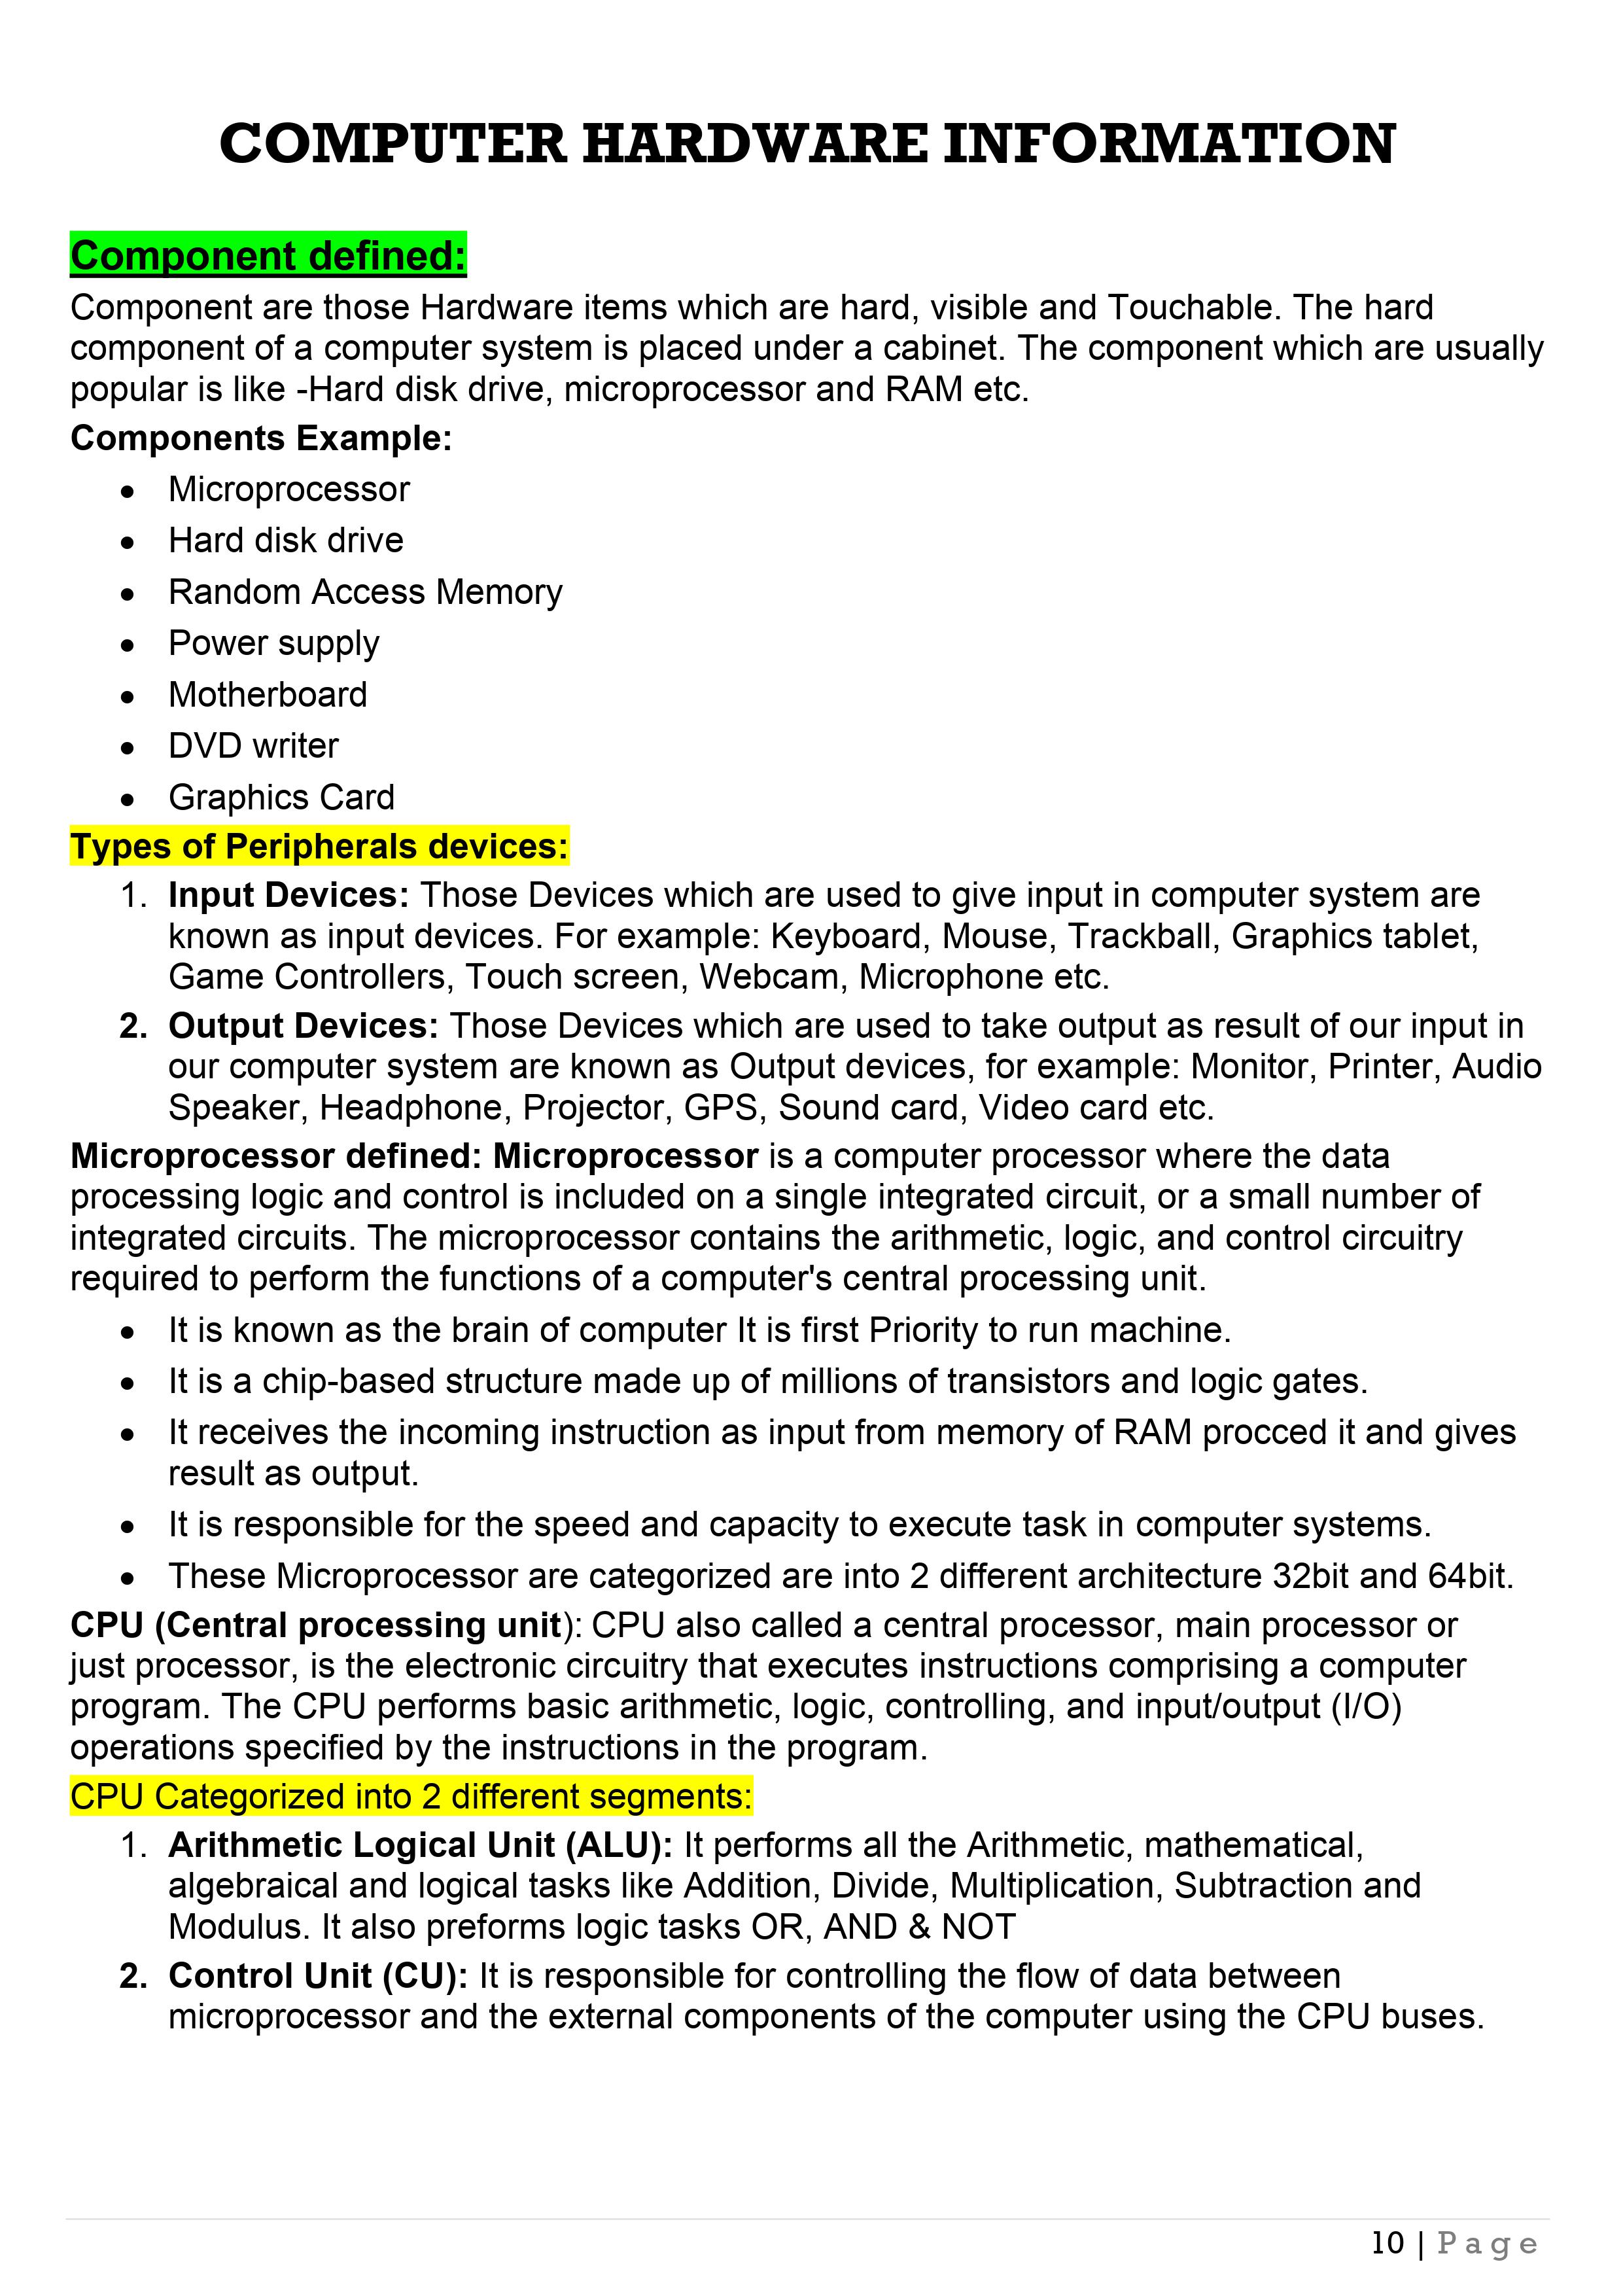 COMPUTER HARDWARE INFORMATION
Component defined:
Component are those Hardware items which are hard, visible and Touchable. The hard
component of a computer system is placed under a cabinet. The component which are usually
popular is like -Hard disk drive, microprocessor and RAM etc.
Components Example:
• Microprocessor
• Hard disk drive
• Random Access Memory
• Power supply
• Motherboard
• DVD writer
• Graphics Card
Types of Peripherals devices:
1. Input Devices: Those Devices which are used to give input in computer system are
known as input devices. For example: Keyboard, Mouse, Trackball, Graphics tablet,
Game Controllers, Touch screen, Webcam, Microphone etc.
2. Output Devices: Those Devices which are used to take output as result of our input in
our computer system are known as Output devices, for example: Monitor, Printer, Audio
Speaker, Headphone, Projector, GPS, Sound card, Video card etc.
Microprocessor defined: Microprocessor is a computer processor where the data
processing logic and control is included on a single integrated circuit, or a small number of
integrated circuits. The microprocessor contains the arithmetic, logic, and control circuitry
required to perform the functions of a computer's central processing unit.
• It is known as the brain of computer It is first Priority to run machine.
• It is a chip-based structure made up of millions of transistors and logic gates.
• It receives the incoming instruction as input from memory of RAM procced it and gives
result as output.
• It is responsible for the speed and capacity to execute task in computer systems.
• These Microprocessor are categorized are into 2 different architecture 32bit and 64bit.
CPU (Central processing unit): CPU also called a central processor, main processor or
just processor, is the electronic circuitry that executes instructions comprising a computer
program. The CPU performs basic arithmetic, logic, controlling, and input/output (I/O)
operations specified by the instructions in the program.
CPU Categorized into 2 different segments:
1. Arithmetic Logical Unit (ALU): It performs all the Arithmetic, mathematical,
algebraical and logical tasks like Addition, Divide, Multiplication, Subtraction and
Modulus. It also preforms logic tasks OR, AND & NOT
2. Control Unit (CU): It is responsible for controlling the flow of data between
microprocessor and the external components of the computer using the CPU buses.
10 | Page